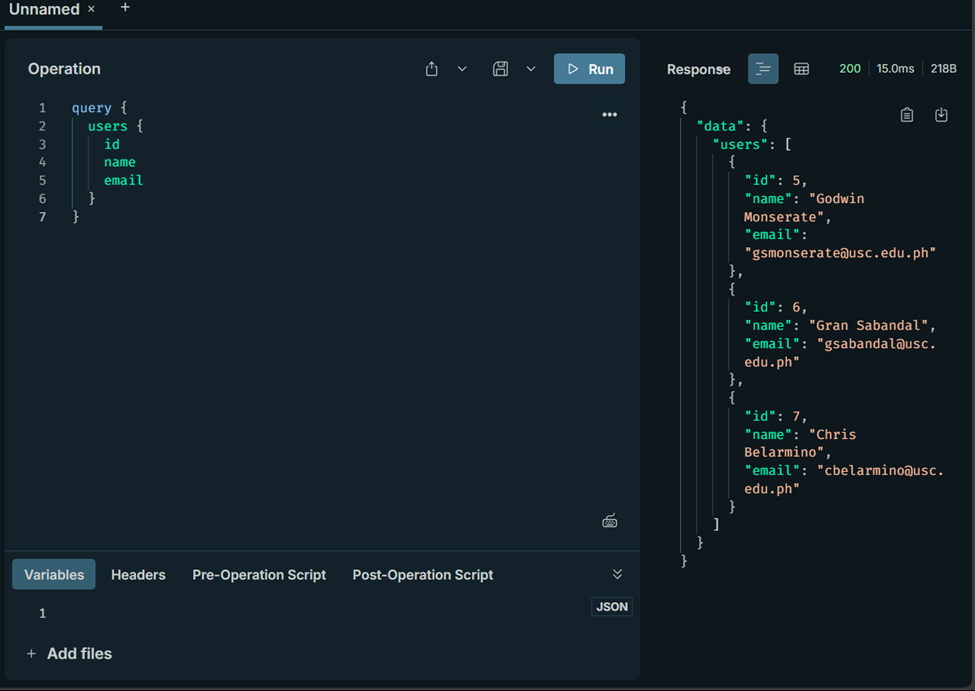 Unnamed × +
Operation
Run
1 query {
2 users {
3 id
4 name
5 email
6 }
7 }
Variables Headers Pre-Operation Script Post-Operation Script
1
JSON
+ Add files
Response 200 15.0ms 218B
{
"data": {
"users": [
{
"id": 5,
"name": "Godwin
Monserate",
"email":
"gsmonserate@usc.edu.ph"
},
{
"id": 6,
"name": "Gran Sabandal",
"email": "gsabandal@usc.
edu.ph"
},
{
"id": 7,
"name": "Chris
Belarmino",
"email": "cbelarmino@usc.
edu.ph"
}
]
}
}